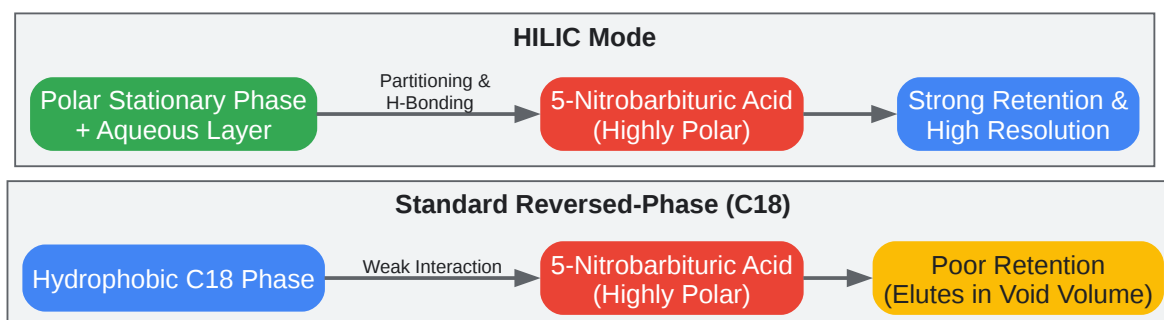 HILIC Mode
Polar Stationary Phase
+ Aqueous Layer
Partitioning &
H-Bonding
5-Nitrobarbituric Acid
(Highly Polar)
Strong Retention &
High Resolution
Standard Reversed-Phase (C18)
Hydrophobic C18 Phase
Weak Interaction
5-Nitrobarbituric Acid
(Highly Polar)
Poor Retention
(Elutes in Void Volume)